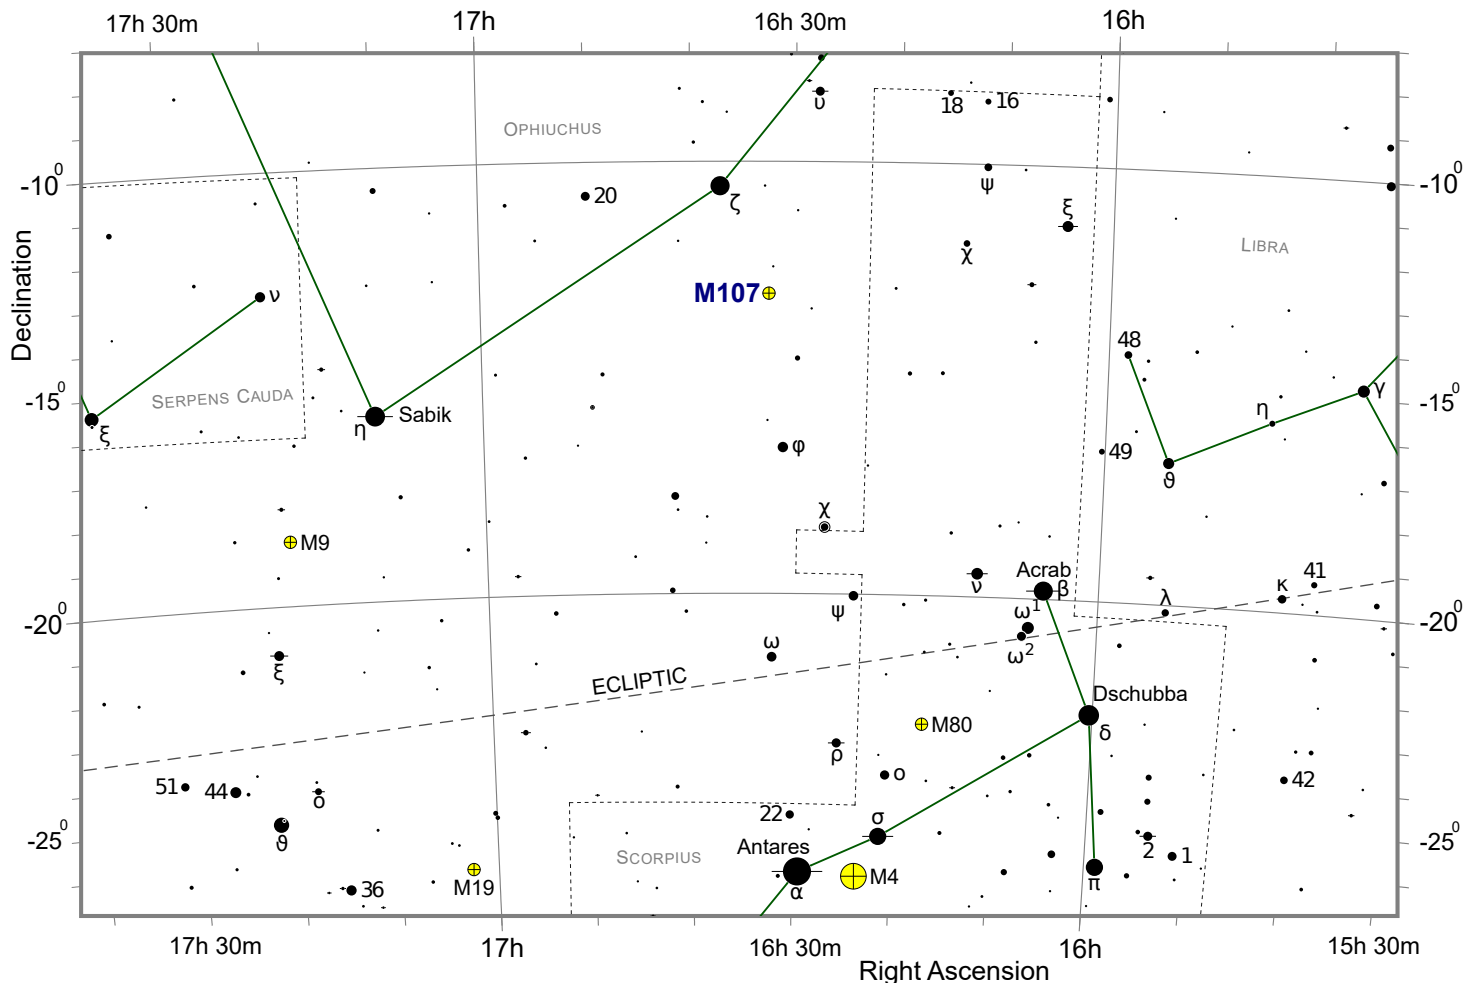 17h 30m 17h 16h 30m 16h
υ
18 16
OPHIUCHUS
-10⁰ ψ -10⁰
20 ζ ξ
χ LIBRA
M107
ν
48
Declination
SERPENS CAUDA
-15⁰ γ -15⁰
ξ η Sabik η
φ 49
ϑ
χ
M9
Acrab 41
ν β κ
ψ ω¹ λ
-20⁰ -20⁰
ω ω²
ξ
ECLIPTIC
Dschubba
M80 δ
ρ
51 44 ο ο 42
22
σ
-25⁰ ϑ -25⁰
Antares 2 1
SCORPIUS
M4 π
M19
36 α
17h 30m 17h 16h 30m 16h 15h 30m
Right Ascension